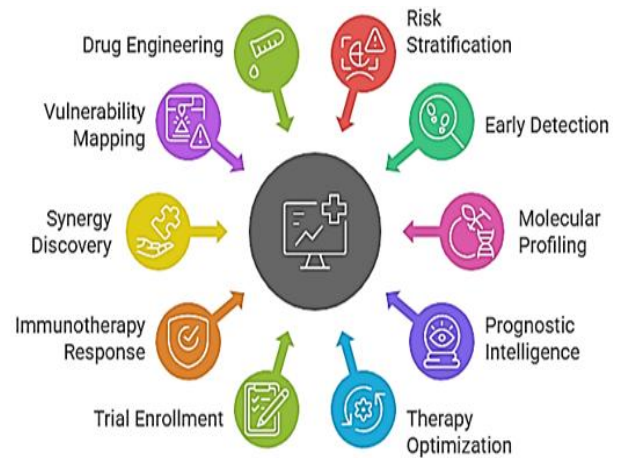 Drug Engineering
Risk
Stratification
Vulnerability
Mapping
Early Detection
Synergy
Discovery
Molecular
Profiling
Immunotherapy
Response
Prognostic
Intelligence
Trial Enrollment
Therapy
Optimization